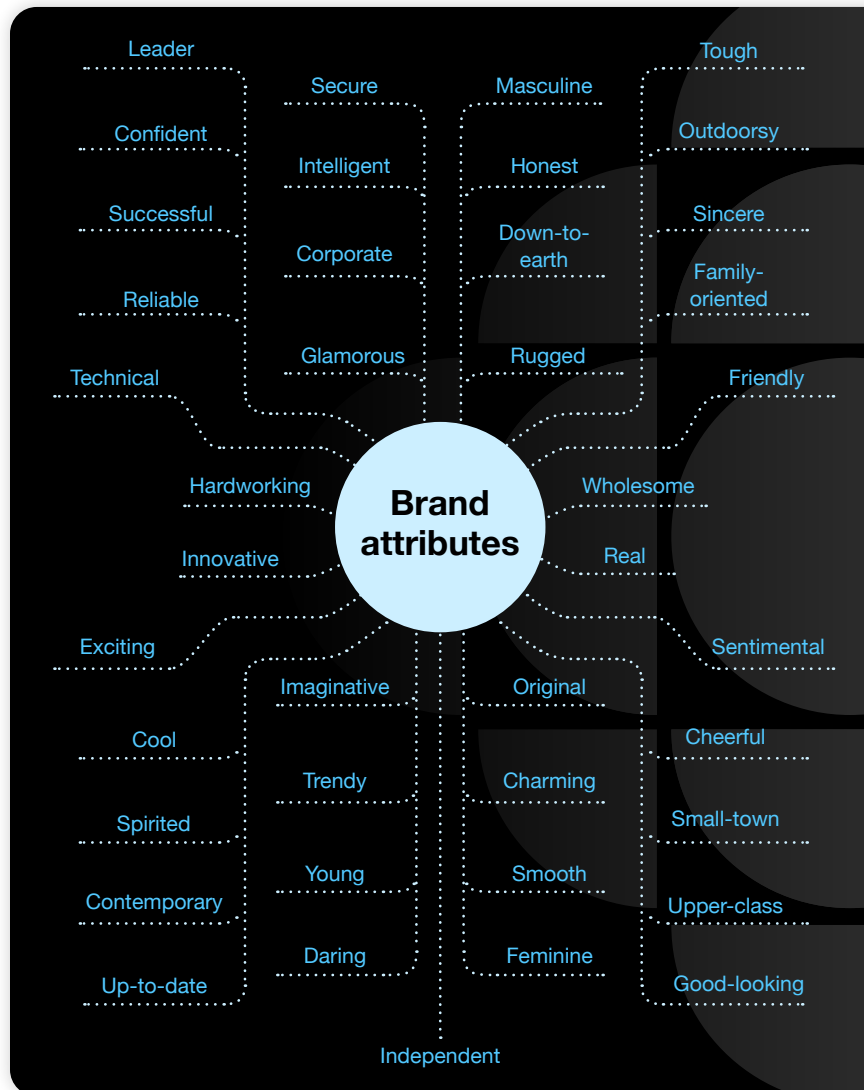 Leader
Tough
Secure
Masculine
Confident
Outdoorsy
Intelligent
Honest
Successful
Sincere
Corporate
Down-to-
earth
Reliable
Family-
oriented
Glamorous
Rugged
Technical
Friendly
Hardworking
Wholesome
Brand
attributes
Innovative
Real
Exciting
Sentimental
Imaginative
Original
Cool
Cheerful
Trendy
Charming
Spirited
Small-town
Young
Smooth
Contemporary
Upper-class
Daring
Feminine
Up-to-date
Good-looking
Independent